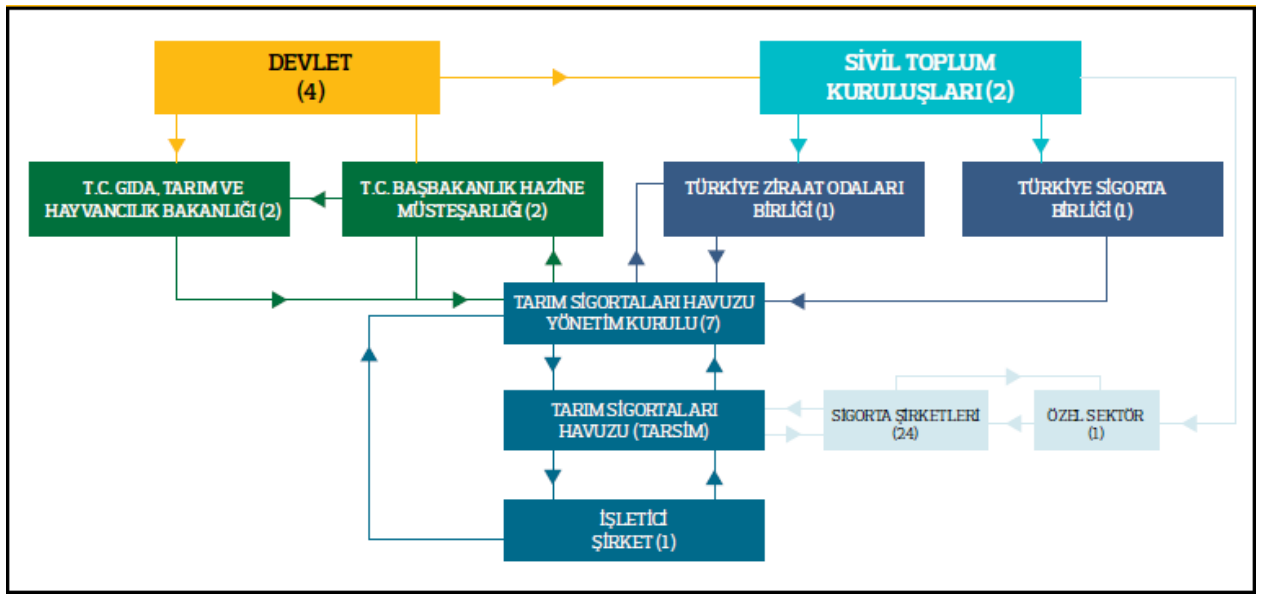 DEVLET
(4)
SİVİL TOPLUM
KURULUŞLARI (2)
T.C. GIDA, TARIM VE
HAYVANCILIK BAKANLIĞI (2)
T.C. BAŞBAKANLIK HAZİNE
MÜSTEŞARLIĞI (2)
TÜRKİYE ZİRAAT ODALARI
BİRLİĞİ (1)
TÜRKİYE SİGORTA
BİRLİĞİ (1)
TARIM SİGORTALARI HAVUZU
YÖNETİM KURULU (7)
TARIM SİGORTALARI
HAVUZU (TARSİM)
SİGORTA ŞİRKETLERİ
(24)
ÖZEL SEKTÖR
(1)
İŞLETİCİ
ŞİRKET (1)